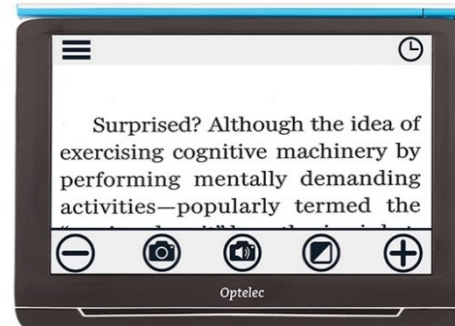 Surprised? Although the idea of
exercising cognitive machinery by
performing mentally demanding
activities—popularly termed the
Optelec